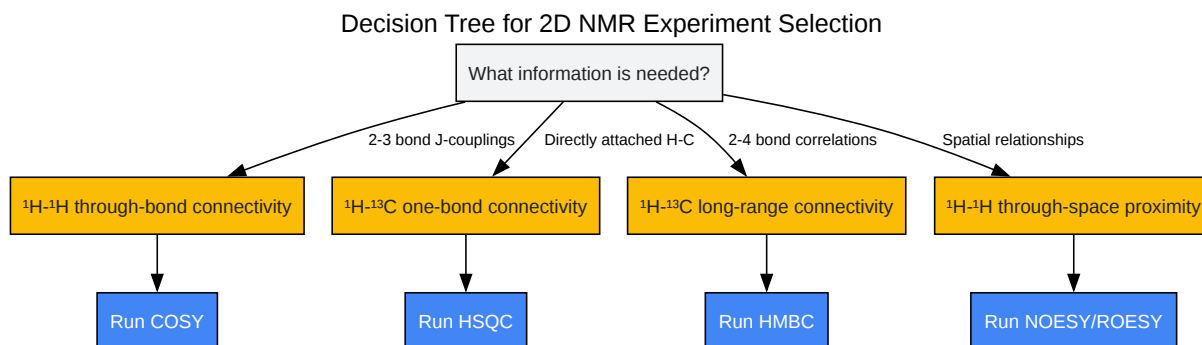 Decision Tree for 2D NMR Experiment Selection
What information is needed?
2-3 bond J-couplings
Directly attached H-C
2-4 bond correlations
Spatial relationships
¹H-¹H through-bond connectivity
¹H-¹³C one-bond connectivity
¹H-¹³C long-range connectivity
¹H-¹H through-space proximity
Run COSY
Run HSQC
Run HMBC
Run NOESY/ROESY